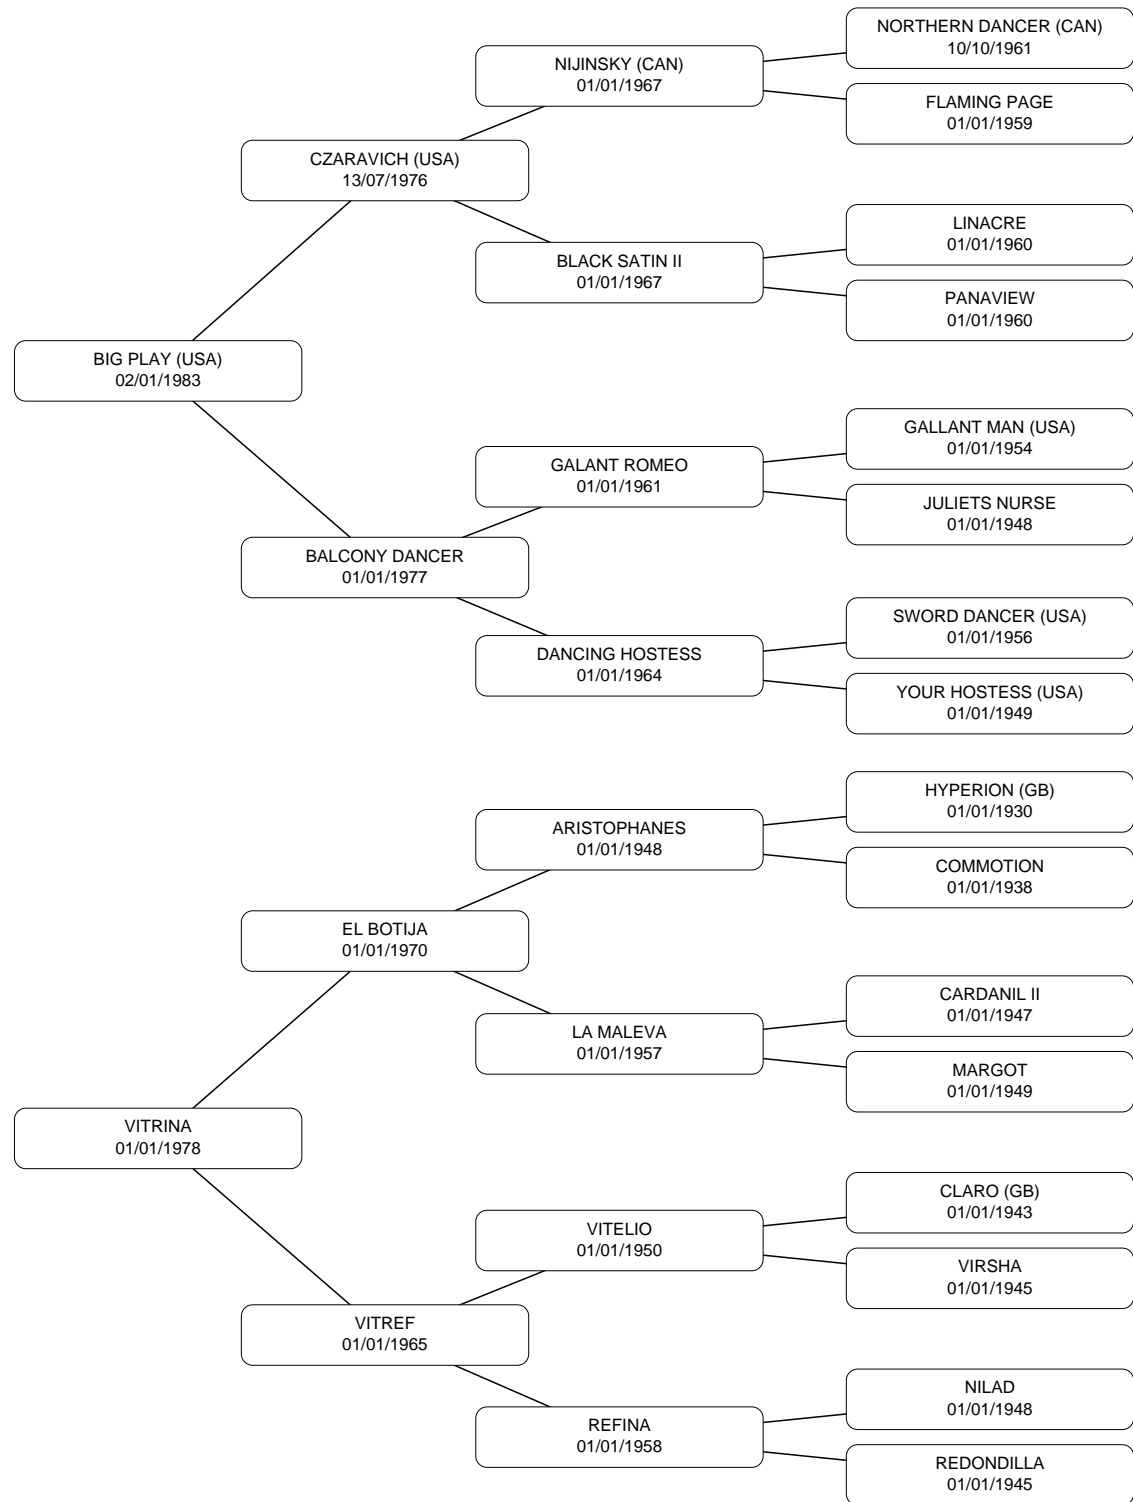 NORTHERN DANCER (CAN)
10/10/1961
NIJINSKY (CAN)
01/01/1967
FLAMING PAGE
01/01/1959
CZARAVICH (USA)
13/07/1976
LINACRE
01/01/1960
BLACK SATIN II
01/01/1967
PANAVIEW
01/01/1960
BIG PLAY (USA)
02/01/1983
GALLANT MAN (USA)
01/01/1954
GALANT ROMEO
01/01/1961
JULIETS NURSE
01/01/1948
BALCONY DANCER
01/01/1977
SWORD DANCER (USA)
01/01/1956
DANCING HOSTESS
01/01/1964
YOUR HOSTESS (USA)
01/01/1949
HYPERION (GB)
01/01/1930
ARISTOPHANES
01/01/1948
COMMOTION
01/01/1938
EL BOTIJA
01/01/1970
CARDANIL II
01/01/1947
LA MALEVA
01/01/1957
MARGOT
01/01/1949
VITRINA
01/01/1978
CLARO (GB)
01/01/1943
VITELIO
01/01/1950
VIRSHA
01/01/1945
VITREF
01/01/1965
NILAD
01/01/1948
REFINA
01/01/1958
REDONDILLA
01/01/1945